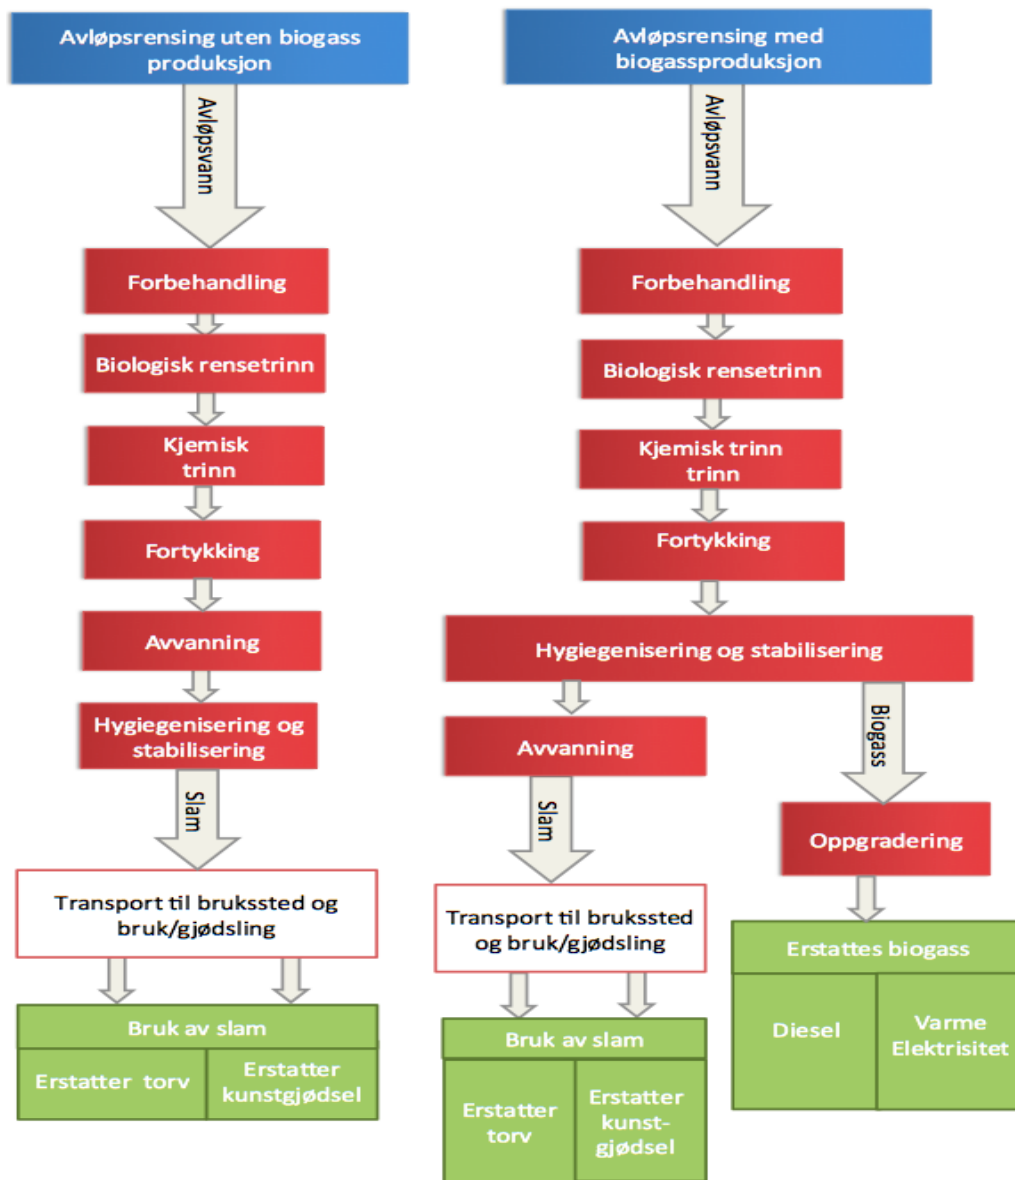 Avløpsrensing uten biogass
produksjon
Avløpsvann
Forbehandling
Biologisk rensetrinn
Kjemisk
trinn
Fortykking
Avvanning
Hygiegenisering og
stabilisering
Slam
Transport til brukssted og
bruk/gjødsling
Bruk av slam
Erstatter torv
Erstatter
kunstgjødsel
Avløpsrensing med
biogassproduksjon
Avløpsvann
Forbehandling
Biologisk rensetrinn
Kjemisk trinn
trinn
Fortykking
Hygiegenisering og stabilisering
Avvanning
Slam
Transport til brukssted
og bruk/gjødsling
Bruk av slam
Erstatter
torv
Erstatter
kunst-
gjødsel
Biogass
Oppgradering
Erstattes biogass
Diesel
Varme
Elektrisitet